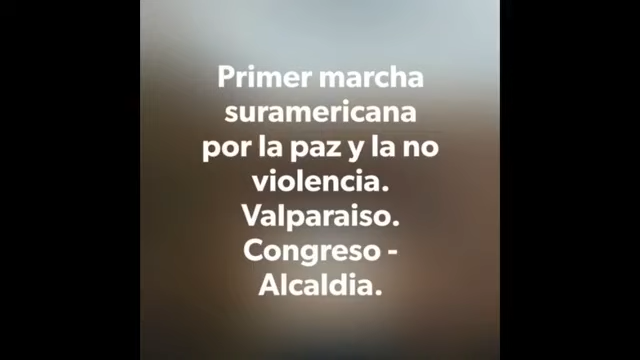 Primer marcha
suramericana
por la paz y la no
violencia.
Valparaiso.
Congreso -
Alcaldia.